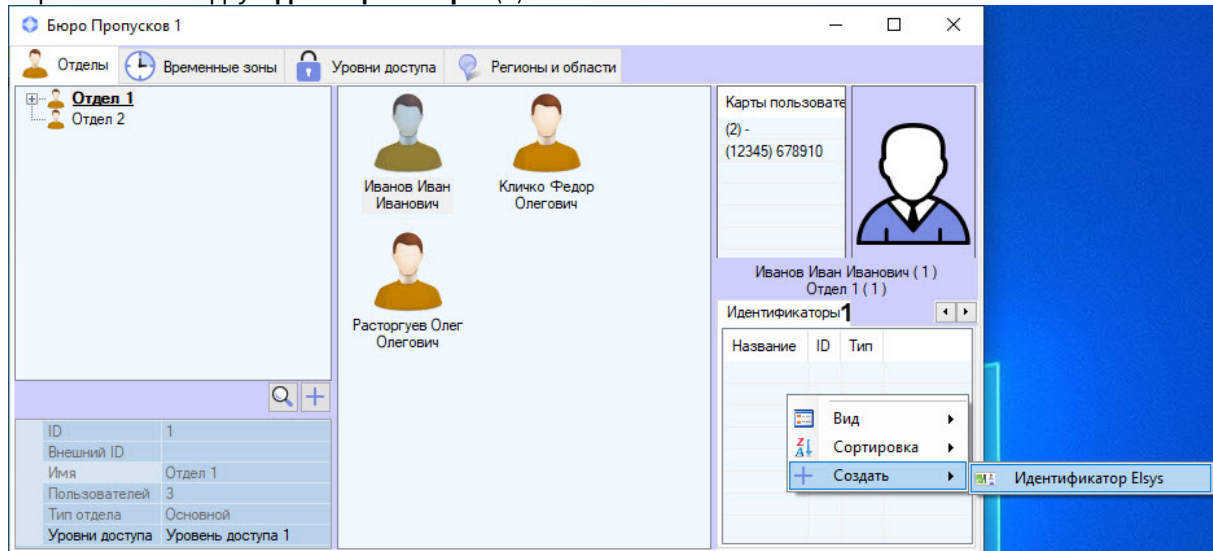 Бюро Пропусков 1
Отделы
Временные зоны
Уровни доступа
Регионы и области
Отдел 1
Отдел 2
Иванов Иван
Иванович
Кличко Федор
Олегович
Расторгуев Олег
Олегович
Карты пользовате
(2) -
(12345) 678910
Иванов Иван Иванович ( 1 )
Отдел 1 ( 1 )
Идентификаторы 1
Название ID Тип
Вид
Сортировка
Создать
Идентификатор Elsys
ID 1
Внешний ID
Имя Отдел 1
Пользователей 3
Тип отдела Основной
Уровни доступа Уровень доступа 1